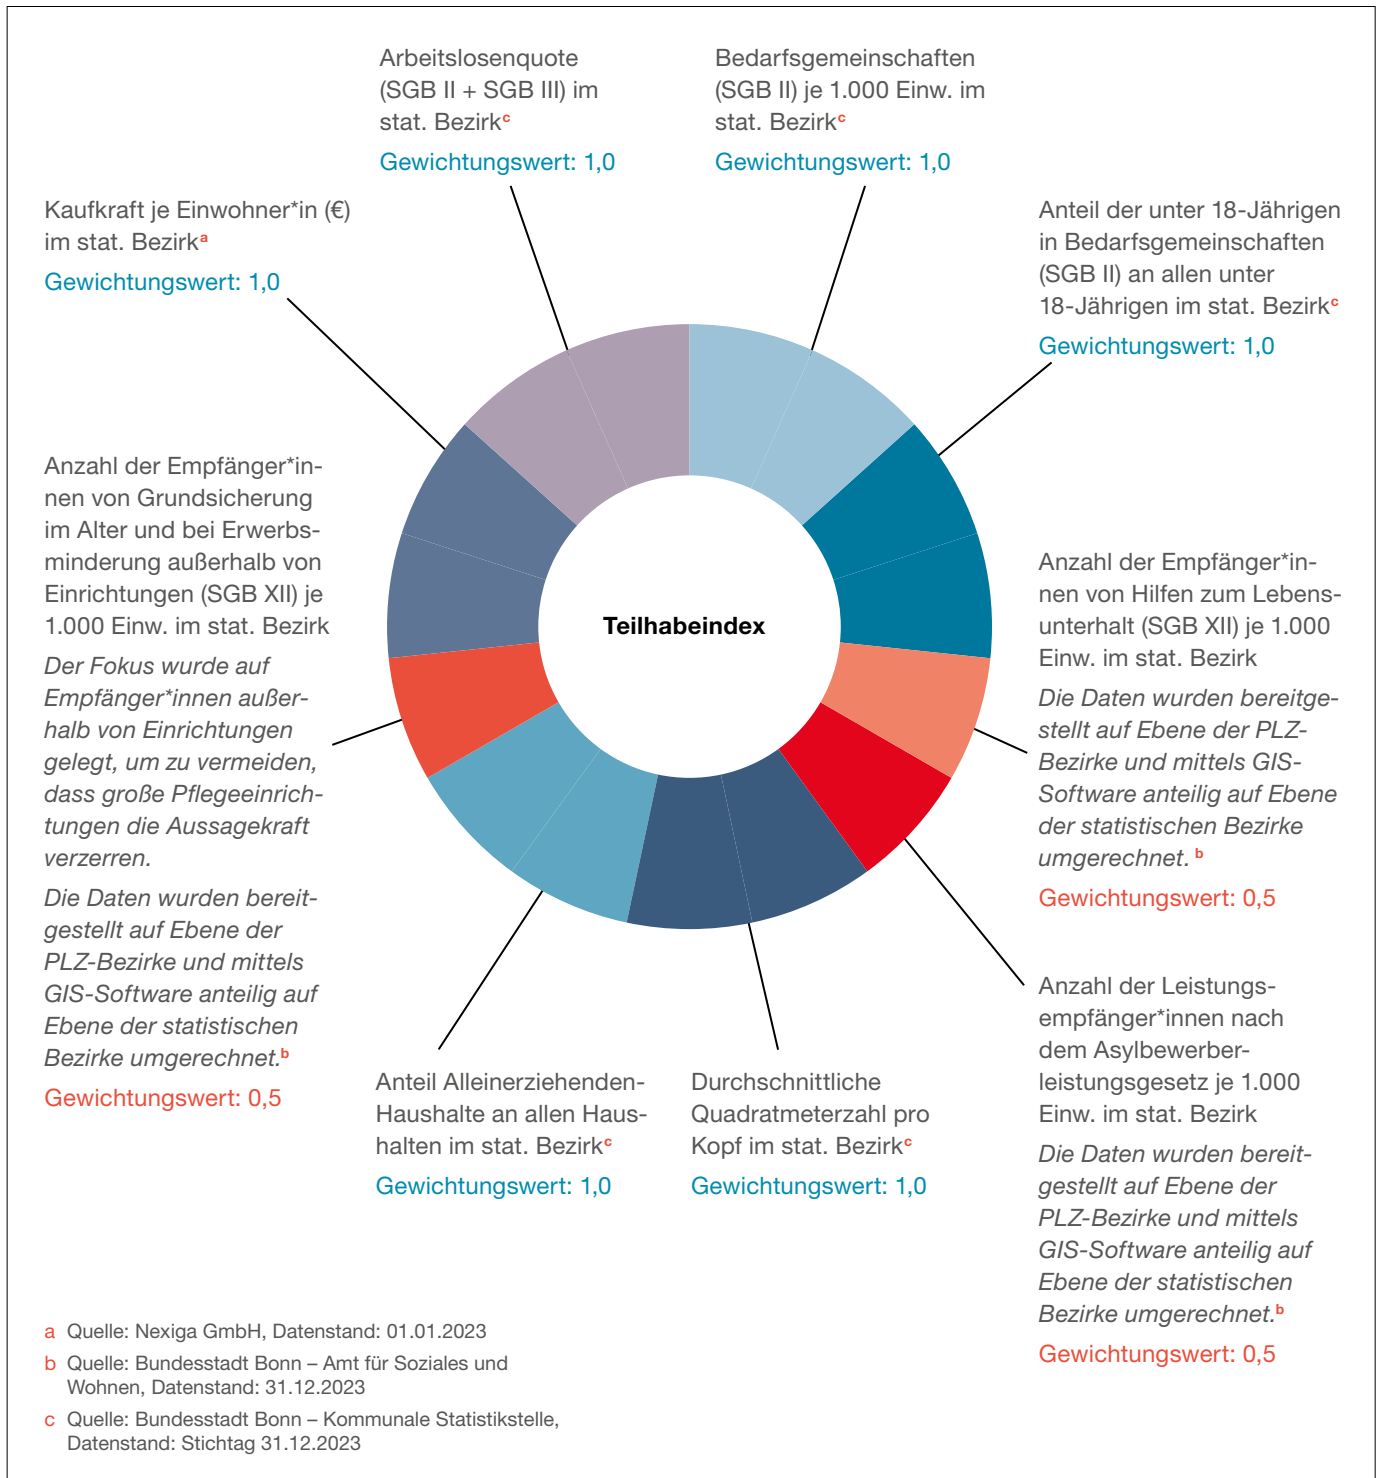 Arbeitslosenquote
(SGB II + SGB III) im
stat. Bezirkᶜ
Gewichtungswert: 1,0
Bedarfsgemeinschaften
(SGB II) je 1.000 Einw. im
stat. Bezirkᶜ
Gewichtungswert: 1,0
Kaufkraft je Einwohner*in (€)
im stat. Bezirkᵃ
Gewichtungswert: 1,0
Anteil der unter 18-Jährigen
in Bedarfsgemeinschaften
(SGB II) an allen unter
18-Jährigen im stat. Bezirkᶜ
Gewichtungswert: 1,0
Anzahl der Empfänger*in-
nen von Grundsicherung
im Alter und bei Erwerbs-
minderung außerhalb von
Einrichtungen (SGB XII) je
1.000 Einw. im stat. Bezirk
Der Fokus wurde auf
Empfänger*innen außer-
halb von Einrichtungen
gelegt, um zu vermeiden,
dass große Pflegeeinrich-
tungen die Aussagekraft
verzerren.
Die Daten wurden bereit-
gestellt auf Ebene der
PLZ-Bezirke und mittels
GIS-Software anteilig auf
Ebene der statistischen
Bezirke umgerechnet.ᵇ
Gewichtungswert: 0,5
Teilhabeindex
Anzahl der Empfänger*in-
nen von Hilfen zum Lebens-
unterhalt (SGB XII) je 1.000
Einw. im stat. Bezirk
Die Daten wurden bereitge-
stellt auf Ebene der PLZ-
Bezirke und mittels GIS-
Software anteilig auf Ebene
der statistischen Bezirke
umgerechnet. ᵇ
Gewichtungswert: 0,5
Anteil Alleinerziehenden-
Haushalte an allen Haus-
halten im stat. Bezirkᶜ
Gewichtungswert: 1,0
Durchschnittliche
Quadratmeterzahl pro
Kopf im stat. Bezirkᶜ
Gewichtungswert: 1,0
Anzahl der Leistungs-
empfänger*innen nach
dem Asylbewerber-
leistungsgesetz je 1.000
Einw. im stat. Bezirk
Die Daten wurden bereit-
gestellt auf Ebene der
PLZ-Bezirke und mittels
GIS-Software anteilig auf
Ebene der statistischen
Bezirke umgerechnet.ᵇ
Gewichtungswert: 0,5
a Quelle: Nexiga GmbH, Datenstand: 01.01.2023
b Quelle: Bundesstadt Bonn – Amt für Soziales und
Wohnen, Datenstand: 31.12.2023
c Quelle: Bundesstadt Bonn – Kommunale Statistikstelle,
Datenstand: Stichtag 31.12.2023